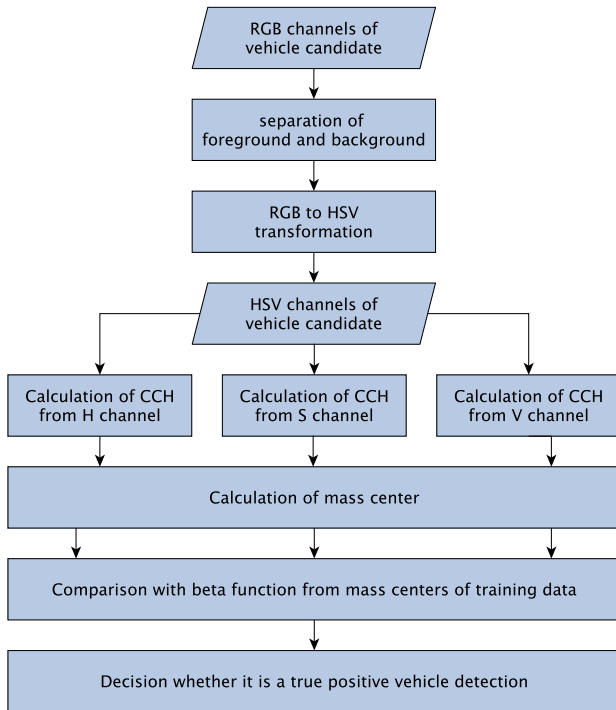 RGB channels of
vehicle candidate
separation of
foreground and background
RGB to HSV
transformation
HSV channels of
vehicle candidate
Calculation of CCH
from H channel
Calculation of CCH
from S channel
Calculation of CCH
from V channel
Calculation of mass center
Comparison with beta function from mass centers of training data
Decision whether it is a true positive vehicle detection